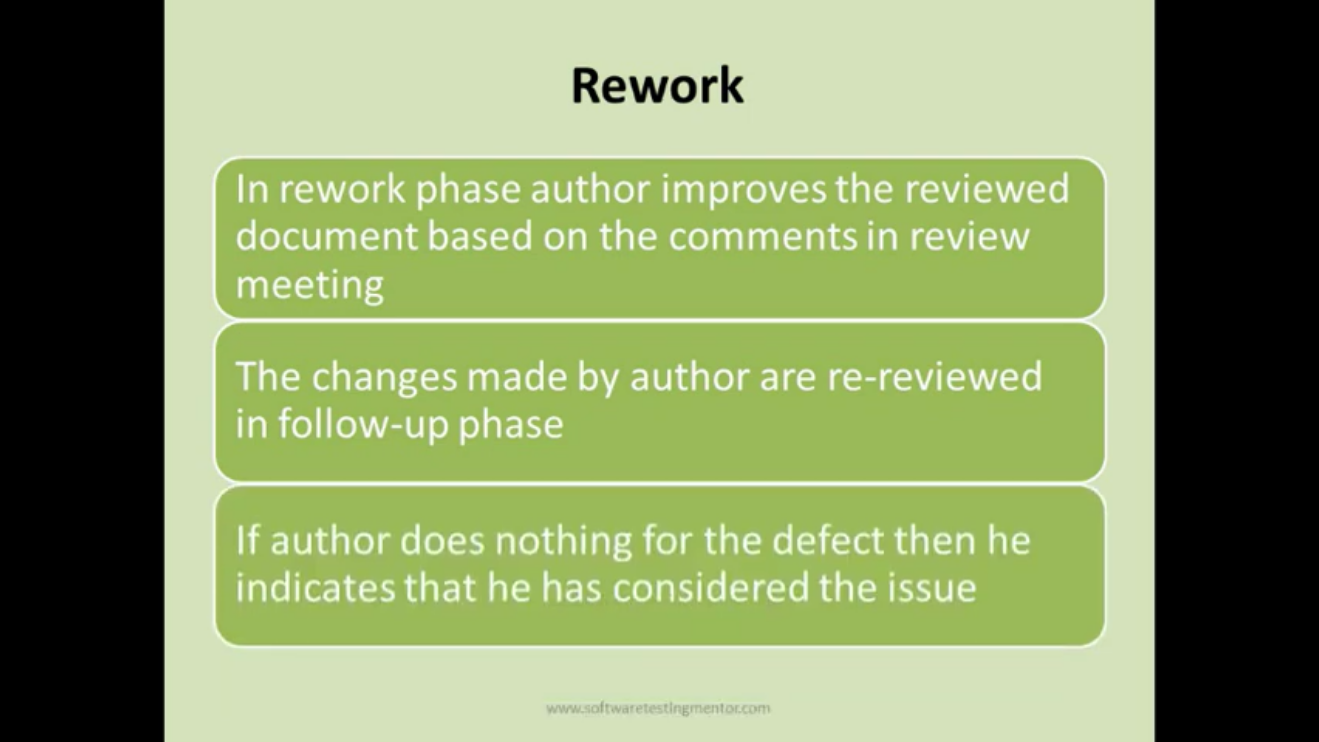 Rework
In rework phase author improves the reviewed
document based on the comments in review
meeting
The changes made by author are re-reviewed
in follow-up phase
If author does nothing for the defect then he
indicates that he has considered the issue
www.softwaretestingmentor.com